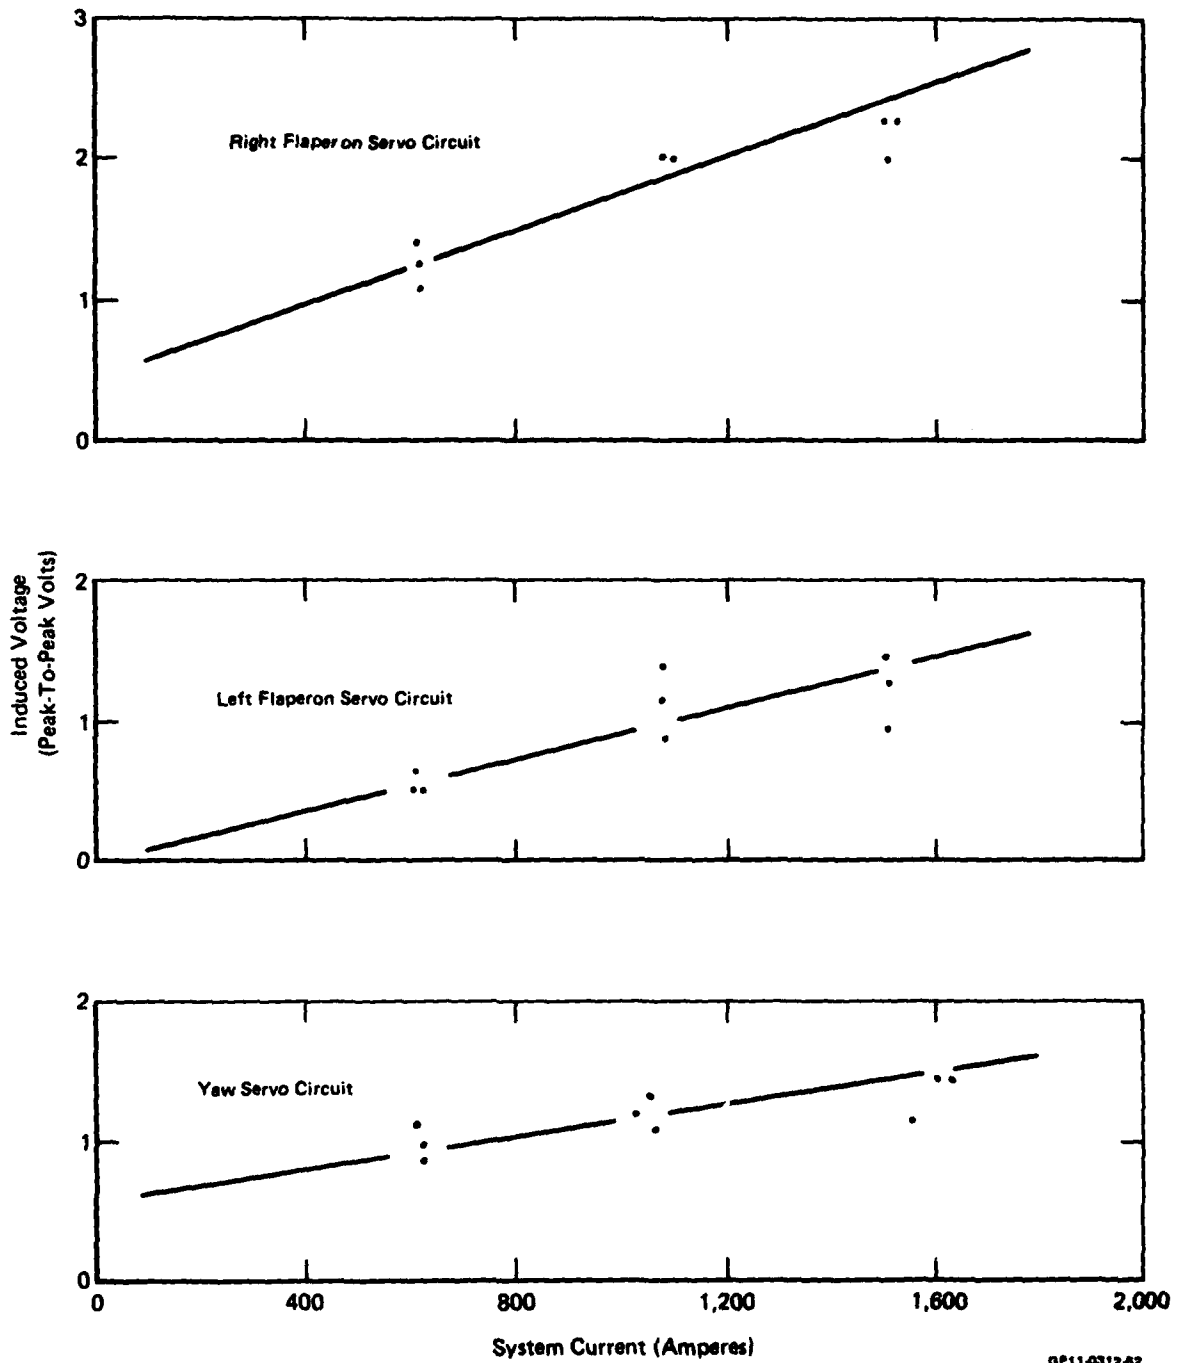 3
Right Flaperon Servo Circuit
2
1
0
Induced Voltage
(Peak-To-Peak Volts)
2
Left Flaperon Servo Circuit
1
0
2
Yaw Servo Circuit
1
0
0 400 800 1,200 1,600 2,000
System Current (Amperes)